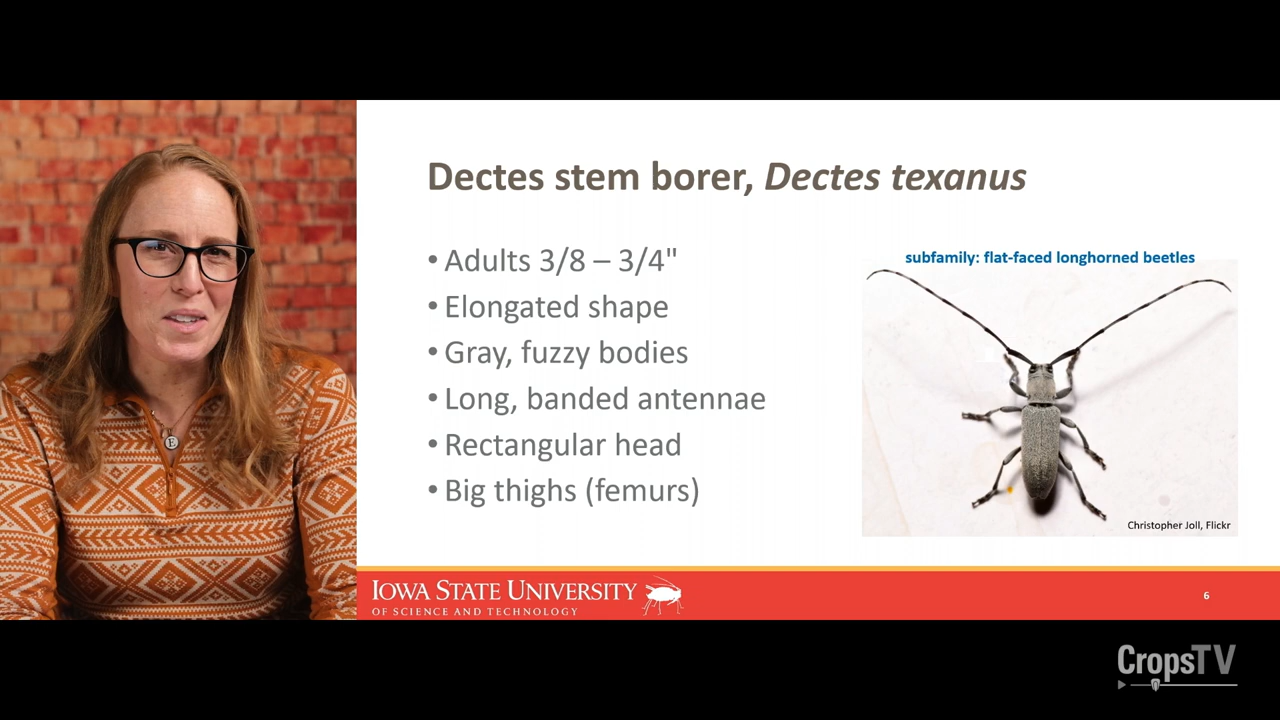 Dectes stem borer, Dectes texanus
• Adults 3/8 – 3/4"
• Elongated shape
• Gray, fuzzy bodies
• Long, banded antennae
• Rectangular head
• Big thighs (femurs)
subfamily: flat-faced longhorned beetles
Christopher Joll, Flickr
IOWA STATE UNIVERSITY
OF SCIENCE AND TECHNOLOGY
6
E
CropsTV